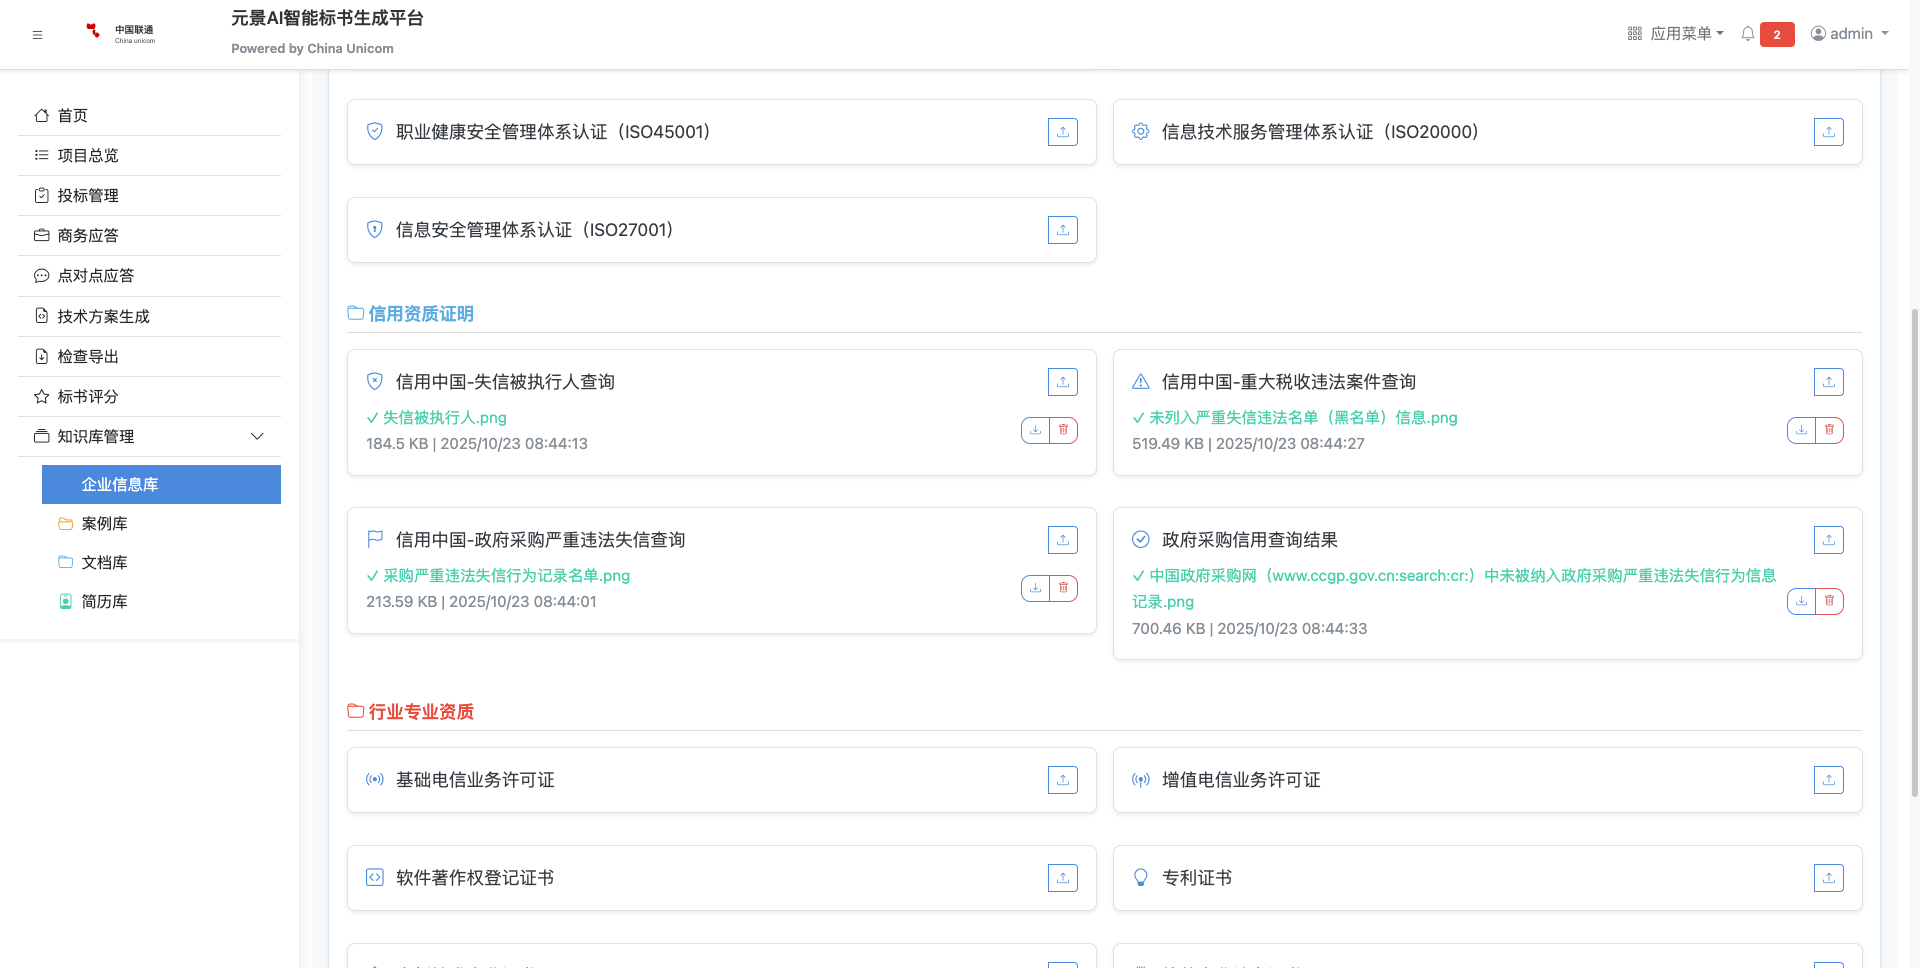 中国联通
China unicom
元景AI智能标书生成平台
Powered by China Unicom
应用菜单
2
admin
首页
项目总览
投标管理
商务应答
点对点应答
技术方案生成
检查导出
标书评分
知识库管理
企业信息库
案例库
文档库
简历库
职业健康安全管理体系认证（ISO45001）
信息技术服务管理体系认证（ISO20000）
信息安全管理体系认证（ISO27001）
信用资质证明
信用中国-失信被执行人查询
失信被执行人.png
184.5 KB | 2025/10/23 08:44:13
信用中国-重大税收违法案件查询
未列入严重失信违法名单（黑名单）信息.png
519.49 KB | 2025/10/23 08:44:27
信用中国-政府采购严重违法失信查询
采购严重违法失信行为记录名单.png
213.59 KB | 2025/10/23 08:44:01
政府采购信用查询结果
中国政府采购网（www.ccgp.gov.cn:search:cr:）中未被纳入政府采购严重违法失信行为信息
记录.png
700.46 KB | 2025/10/23 08:44:33
行业专业资质
基础电信业务许可证
增值电信业务许可证
软件著作权登记证书
专利证书